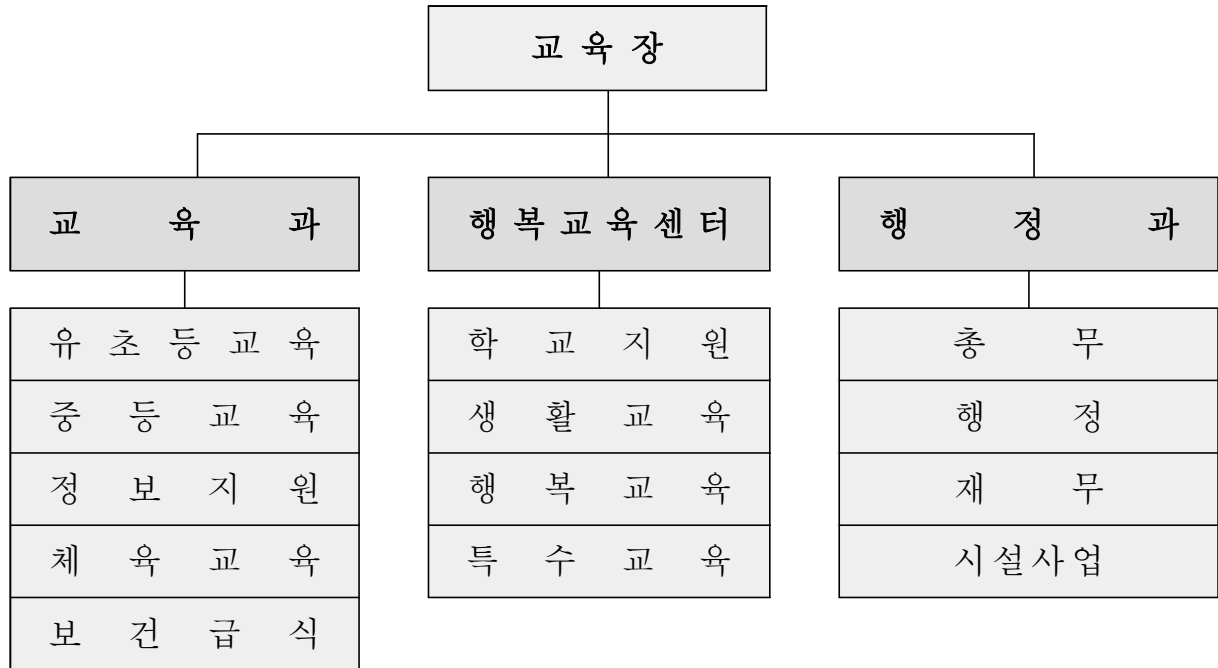 교육장
교육과
행복교육센터
행정과
유초등교육
중등교육
정보지원
체육교육
보건급식
학교지원
생활교육
행복교육
특수교육
총무
행정
재무
시설사업